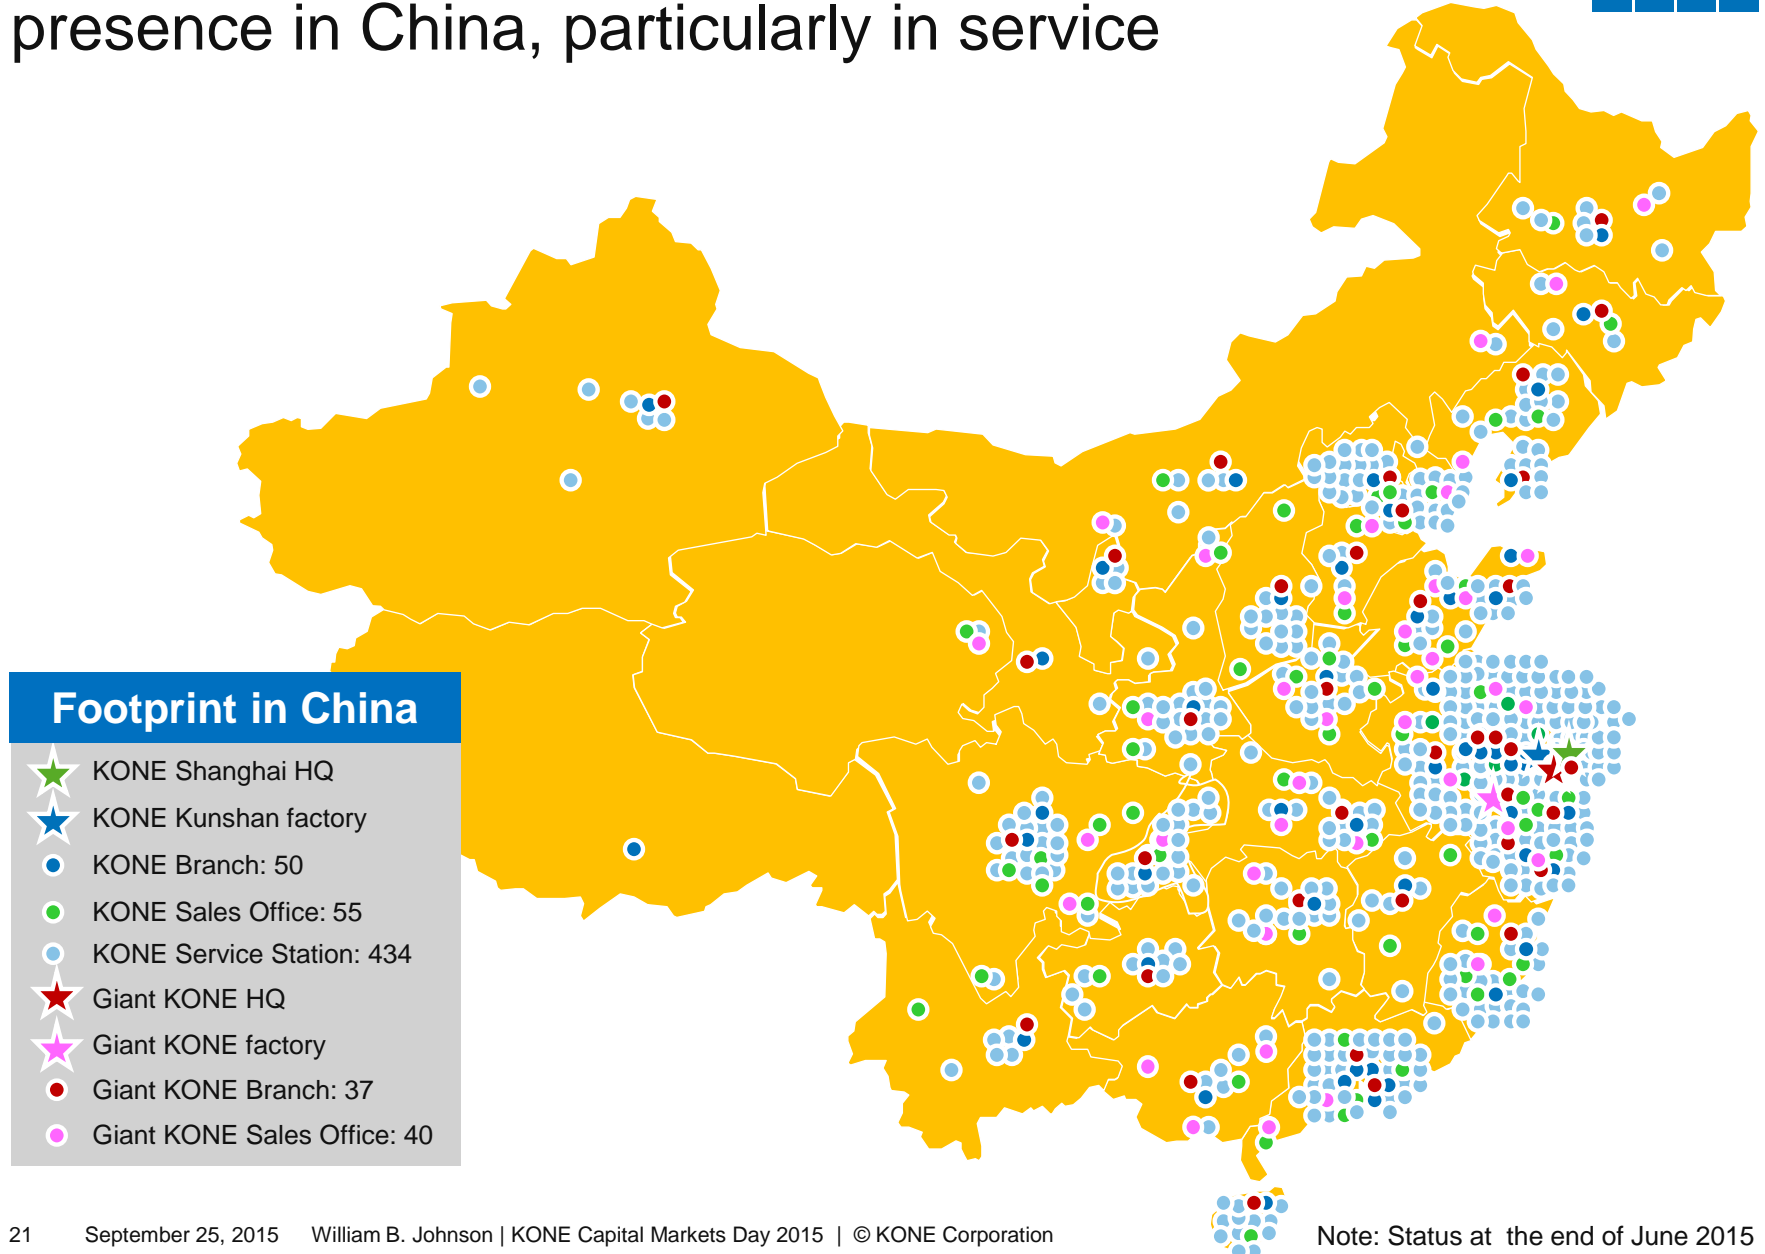 presence in China, particularly in service
Footprint in China
KONE Shanghai HQ
KONE Kunshan factory
KONE Branch: 50
KONE Sales Office: 55
KONE Service Station: 434
Giant KONE HQ
Giant KONE factory
Giant KONE Branch: 37
Giant KONE Sales Office: 40
21 September 25, 2015 William B. Johnson | KONE Capital Markets Day 2015 | © KONE Corporation
Note: Status at the end of June 2015